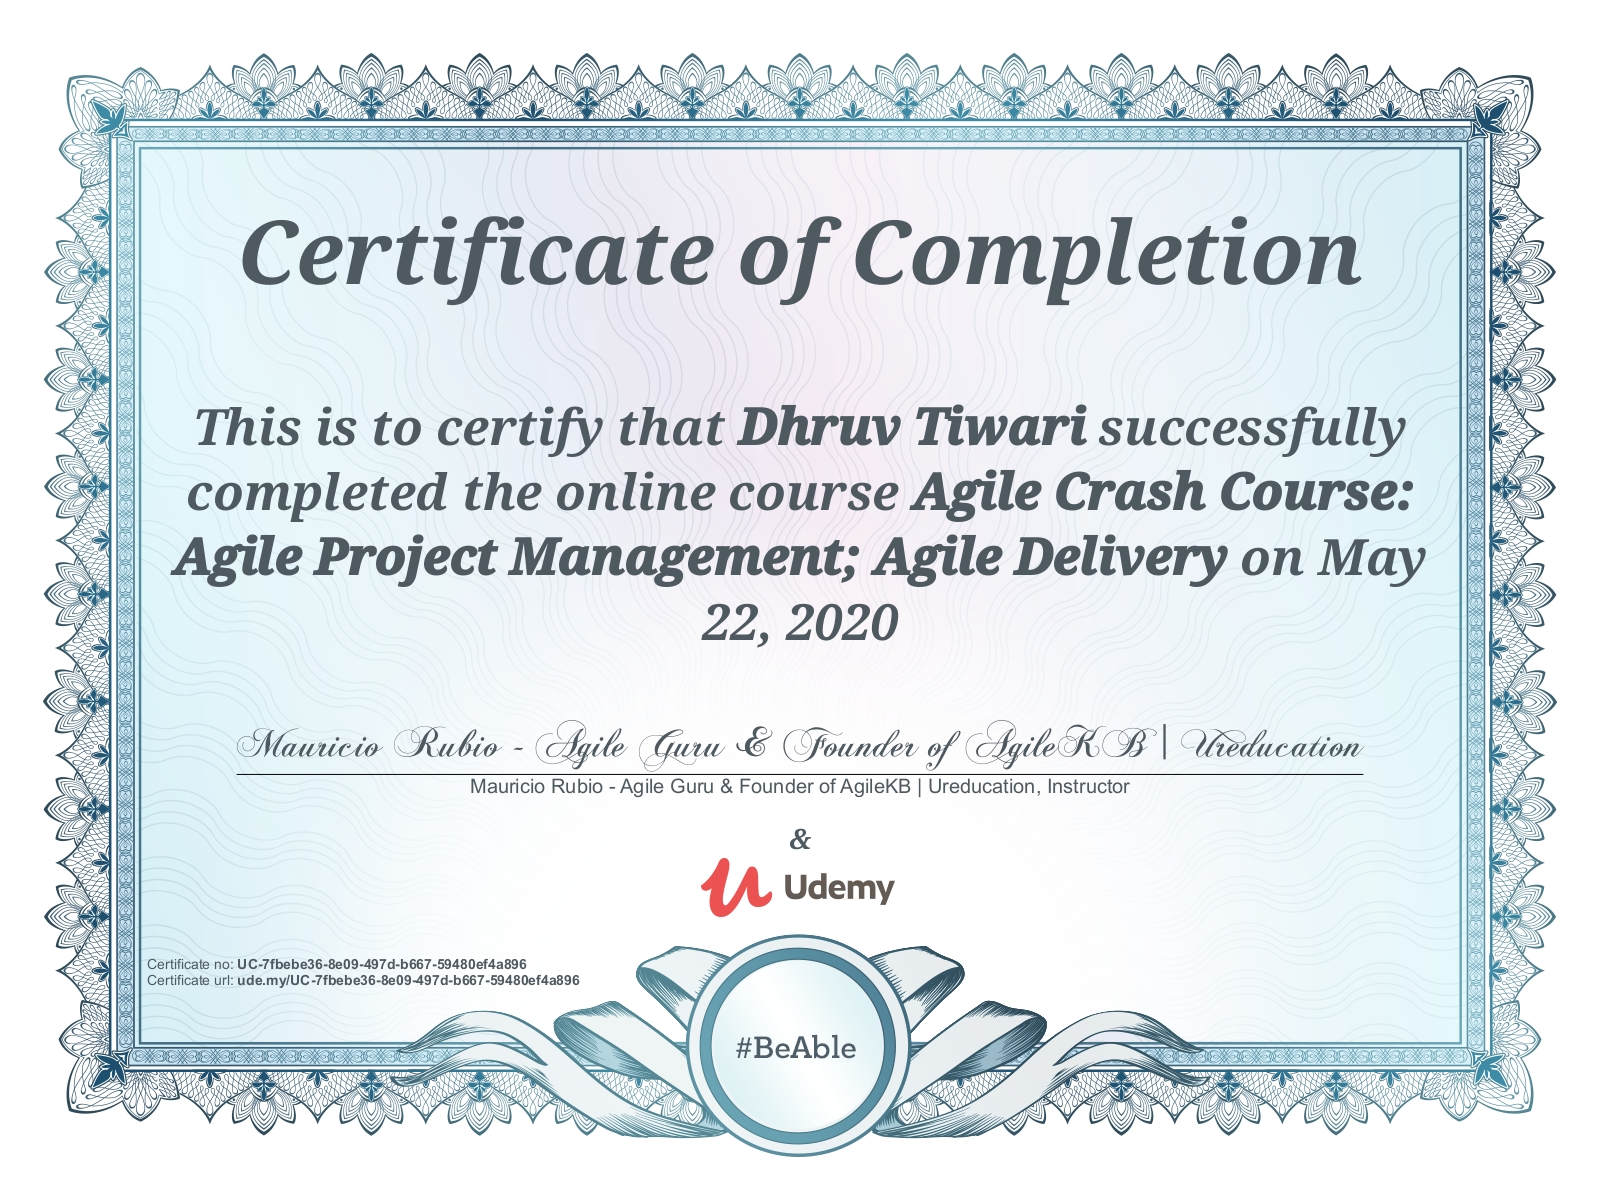 Certificate of Completion
This is to certify that Dhruv Tiwari successfully
completed the online course Agile Crash Course:
Agile Project Management; Agile Delivery on May
22, 2020
Mauricio Rubio - Agile Guru & Founder of AgileKB | Ureducation
Mauricio Rubio - Agile Guru & Founder of AgileKB | Ureducation, Instructor
&
Udemy
Certificate no: UC-7fbebe36-8e09-497d-b667-59480ef4a896
Certificate url: ude.my/UC-7fbebe36-8e09-497d-b667-59480ef4a896
#BeAble